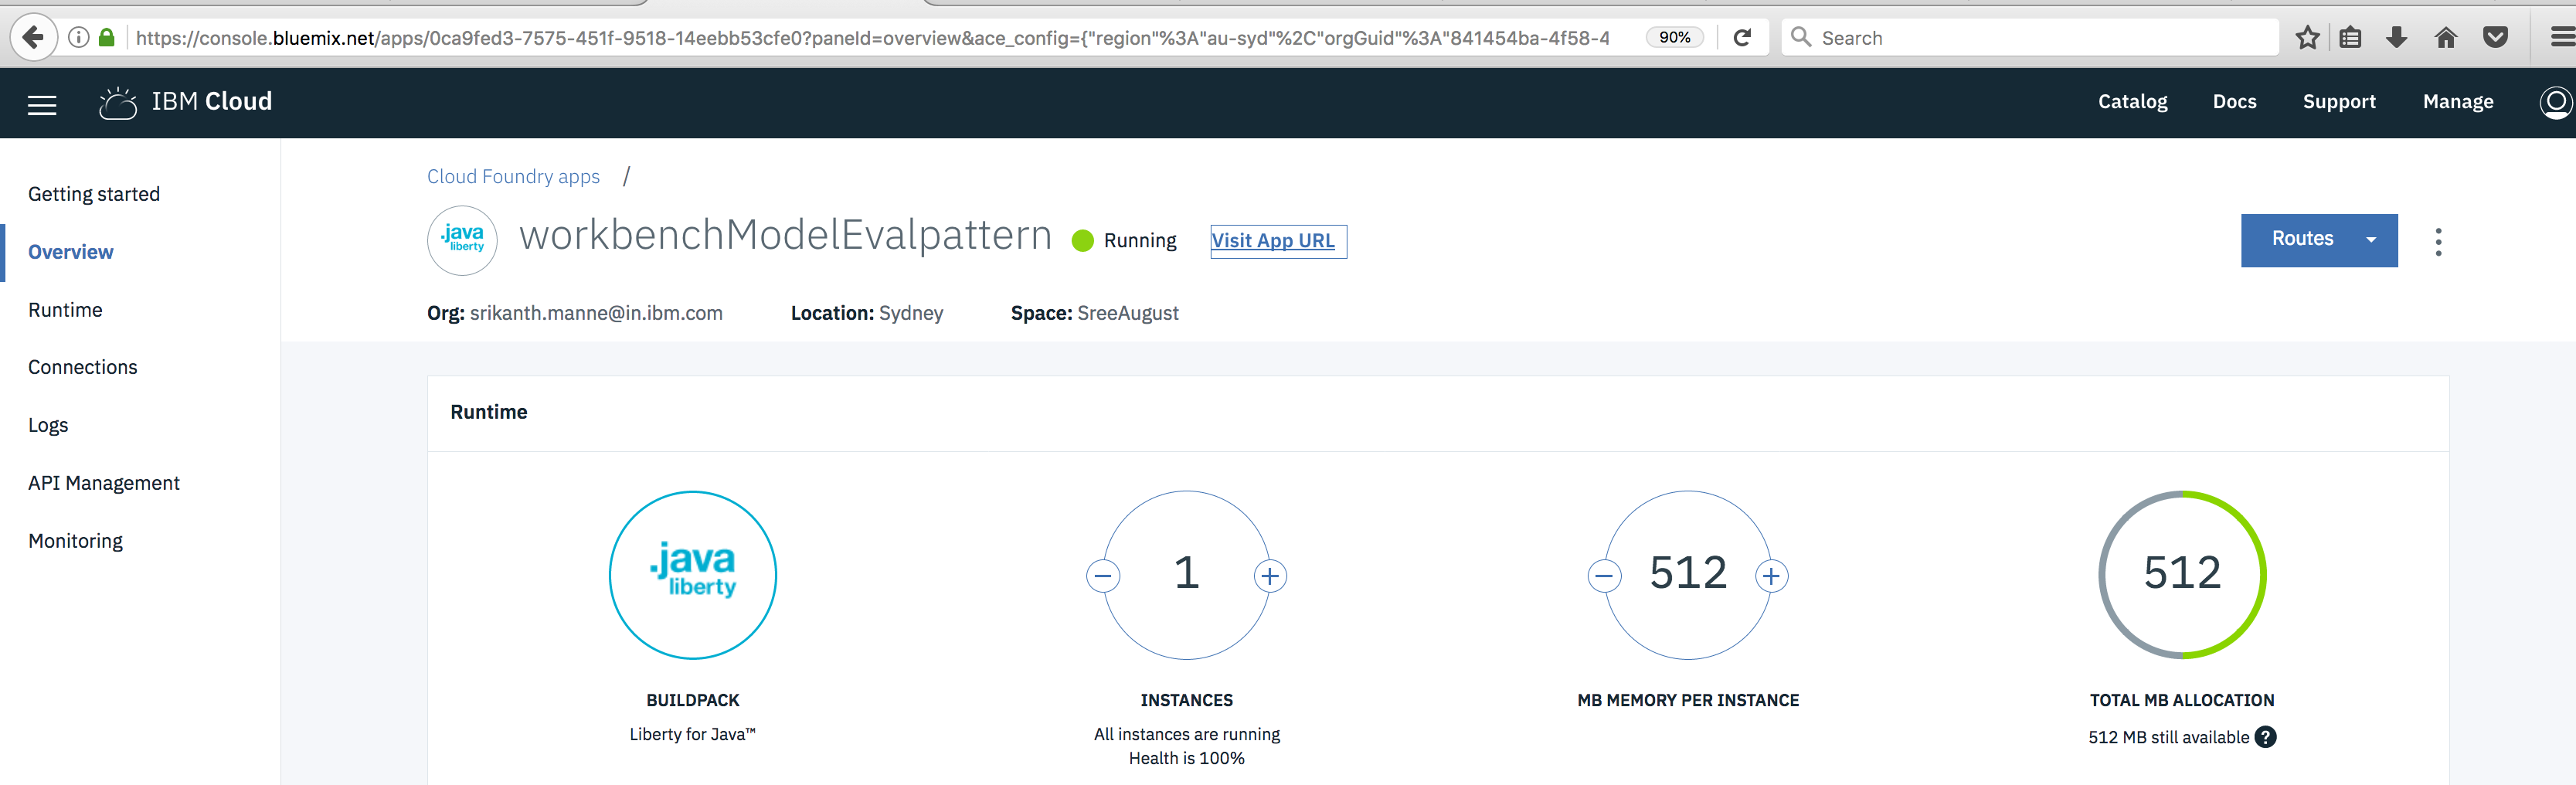 https://console.bluemix.net/apps/0ca9fed3-7575-451f-9518-14eebb53cfe0?paneId=overview&ace_config={"region"%3A"au-syd"%2C"orgGuid"%3A"841454ba-4f58-4
90%
Search
IBM Cloud
Catalog
Docs
Support
Manage
Getting started
Overview
Runtime
Connections
Logs
API Management
Monitoring
Cloud Foundry apps /
.java
liberty
workbenchModelEvalpattern
Running
Visit App URL
Routes
Org: srikanth.manne@in.ibm.com
Location: Sydney
Space: SreeAugust
Runtime
.java
liberty
BUILDPACK
Liberty for Java™
− 1 +
INSTANCES
All instances are running
Health is 100%
− 512 +
MB MEMORY PER INSTANCE
512
TOTAL MB ALLOCATION
512 MB still available ?